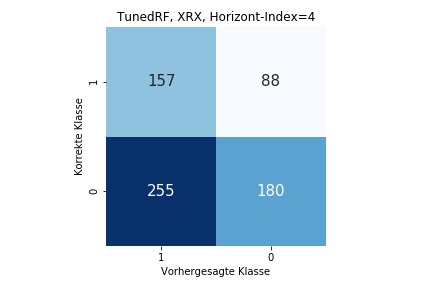 TunedRF, XRX, Horizont-Index=4
Korrekte Klasse
1
157
88
0
255
180
1
0
Vorhergesagte Klasse